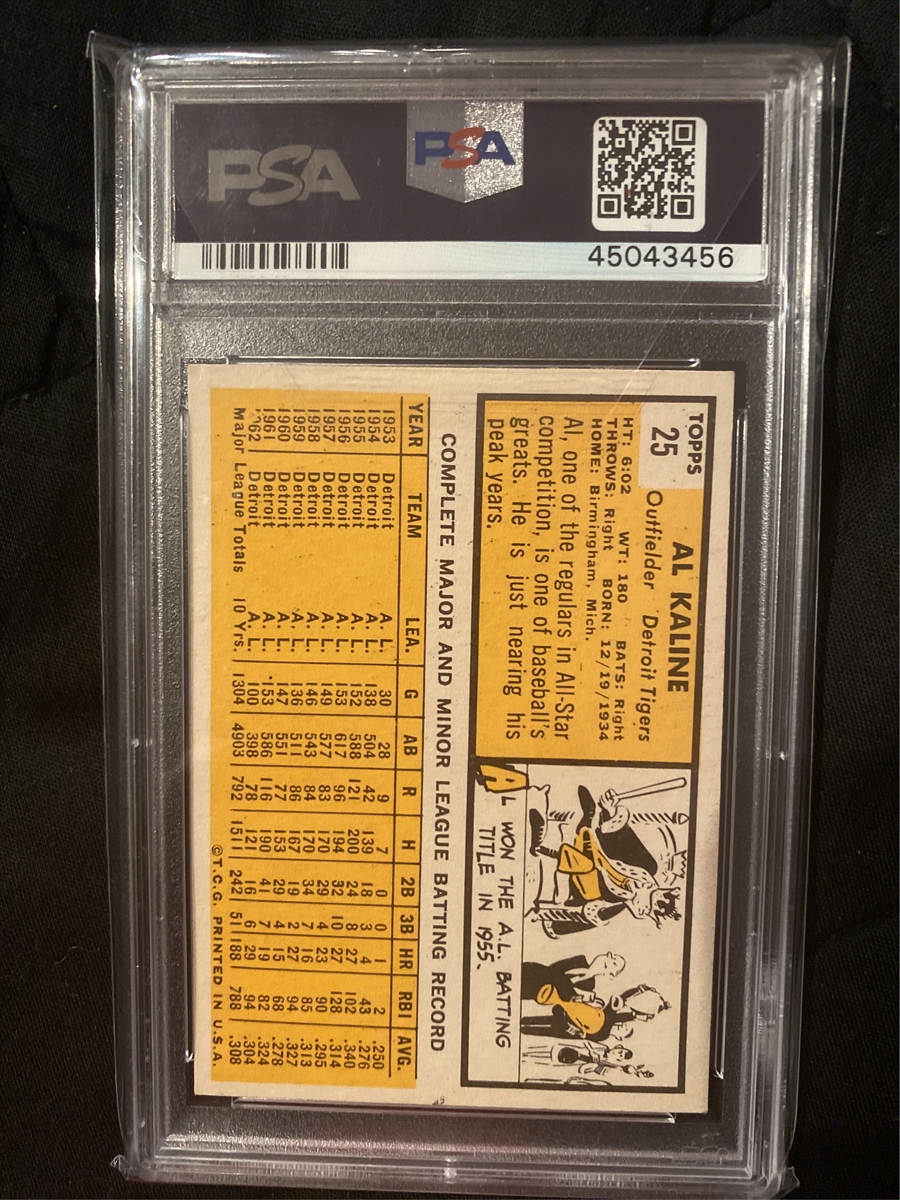 PSA
PSA
45043456
TOPPS
25
AL KALINE
Outfielder Detroit Tigers
HT: 6:02 WT: 180 BATS: Right
THROWS: Right BORN: 12/19/1934
HOME: Birmingham, Mich.
Al, one of the regulars in All-Star
competition, is one of baseball's
greats. He is just nearing his
peak years.
AL WON THE A.L. BATTING
TITLE IN 1955.
COMPLETE MAJOR AND MINOR LEAGUE BATTING RECORD
YEAR TEAM LEA. G AB R H 2B 3B HR RBI AVG.
1953 Detroit A. L. 30 28 9 7 0 0 1 2 .250
1954 Detroit A. L. 138 504 42 139 18 3 4 43 .276
1955 Detroit A. L. 152 588 121 200 24 8 27 102 .340
1956 Detroit A. L. 153 617 96 194 32 10 27 128 .314
1957 Detroit A. L. 149 577 83 170 29 4 23 90 .295
1958 Detroit A. L. 146 543 84 170 34 7 16 85 .313
1959 Detroit A. L. 136 511 86 167 19 2 27 94 .327
1960 Detroit A. L. 147 551 77 153 29 4 15 68 .278
1961 Detroit A. L. 153 586 116 190 41 7 19 82 .324
'62 Detroit A. L. 100 398 78 121 16 6 29 94 .304
Major League Totals 10 Yrs. 1304 4903 792 1511 242 51 188 788 .308
©T.C.G. PRINTED IN U.S.A.